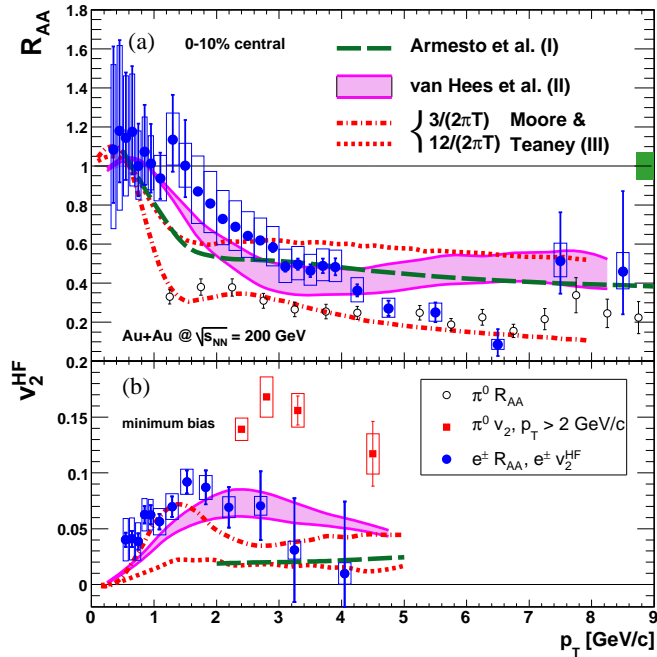 R_AA
1.8
1.6
1.4
1.2
1
0.8
0.6
0.4
0.2
(a)
0-10% central
Armesto et al. (I)
van Hees et al. (II)
3/(2πT)
12/(2πT)
Moore &
Teaney (III)
Au+Au @ √s_NN = 200 GeV
v_2^HF
0.15
0.1
0.05
0
(b)
minimum bias
π⁰ R_AA
π⁰ v_2, p_T > 2 GeV/c
e± R_AA, e± v_2^HF
0 1 2 3 4 5 6 7 8 9
p_T [GeV/c]